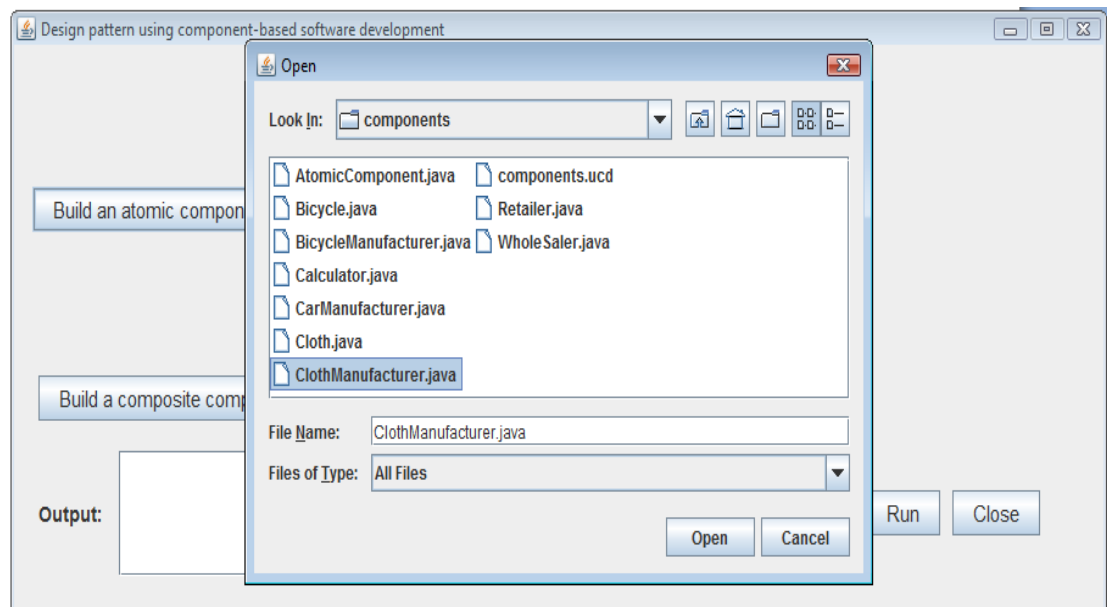 Design pattern using component-based software development
Open
Look In: components
AtomicComponent.java components.ucd
Bicycle.java Retailer.java
BicycleManufacturer.java WholeSaler.java
Calculator.java
CarManufacturer.java
Cloth.java
ClothManufacturer.java
File Name: ClothManufacturer.java
Files of Type: All Files
Open Cancel
Build an atomic compon
Build a composite comp
Output:
Run Close